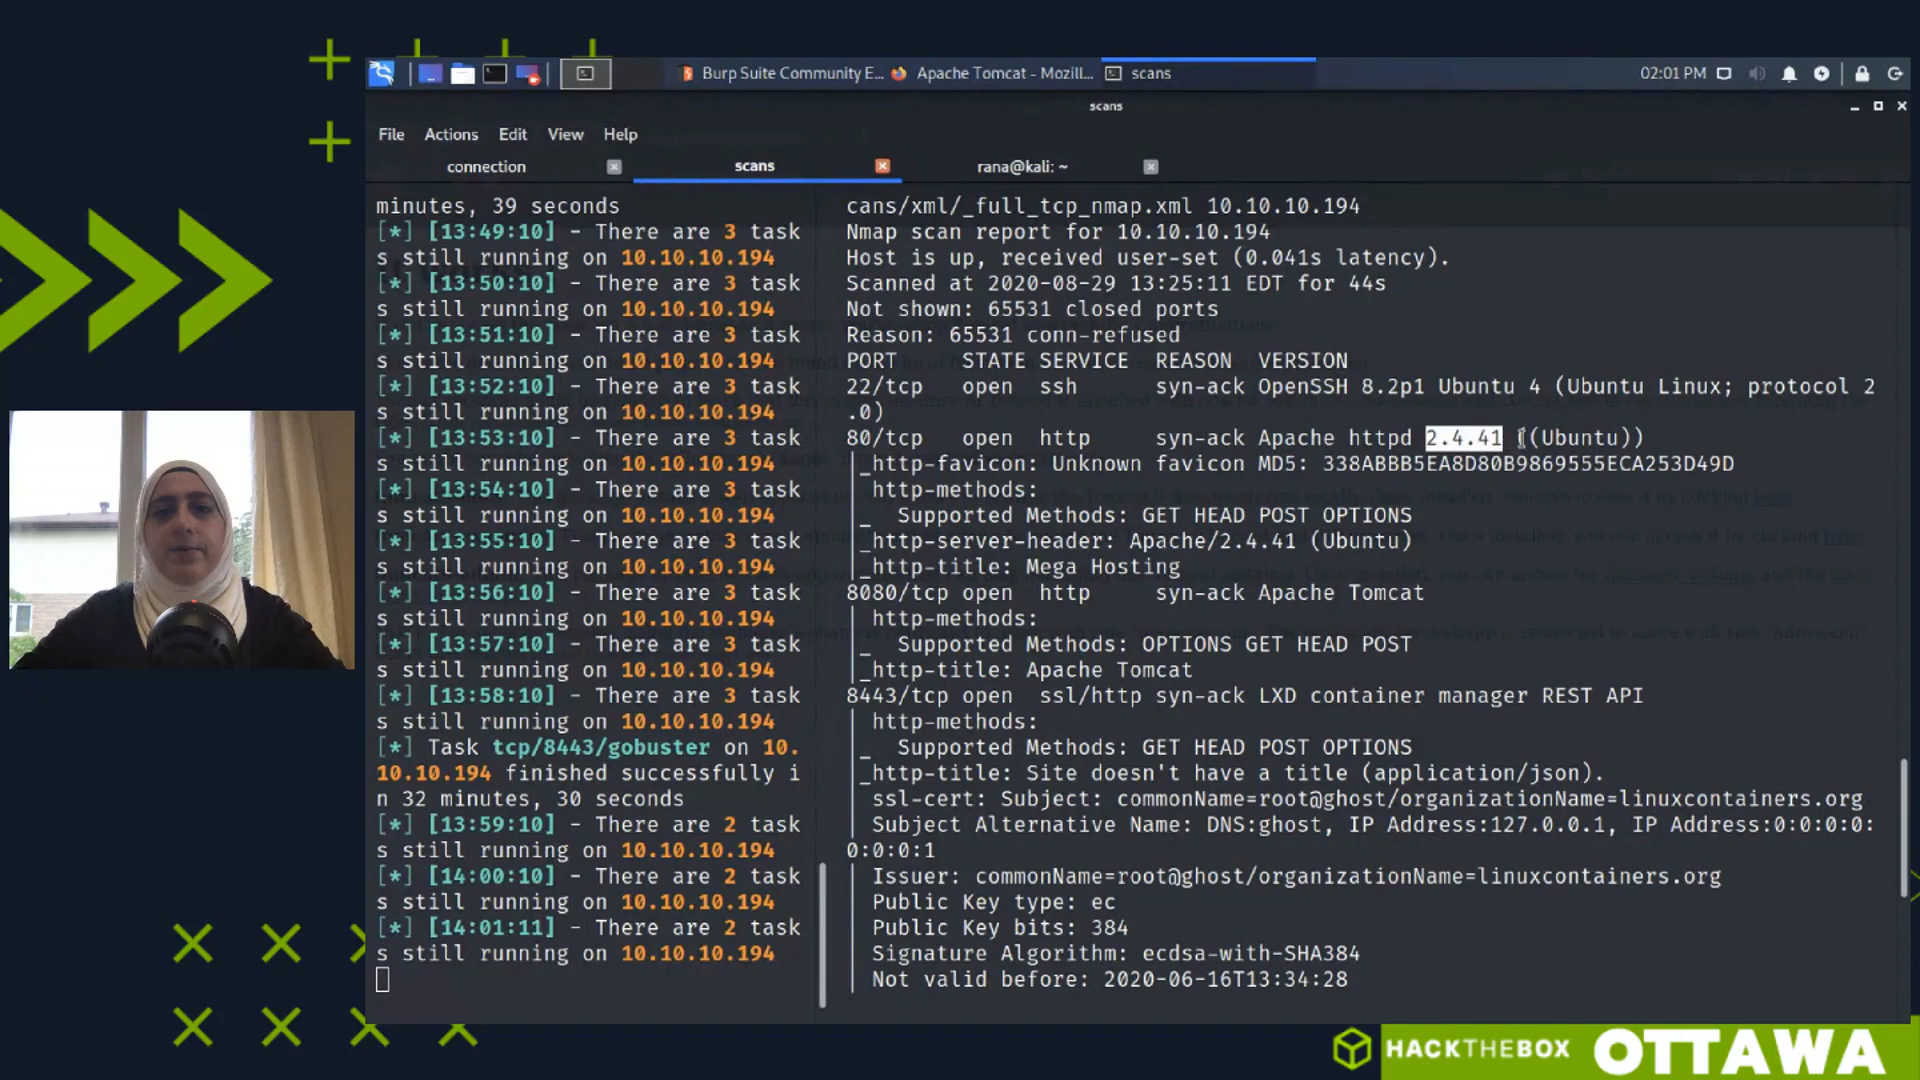 Burp Suite Community E...
Apache Tomcat - Mozill...
scans
02:01 PM
scans
File Actions Edit View Help
connection
scans
rana@kali: ~
minutes, 39 seconds
[*] [13:49:10] - There are 3 task
s still running on 10.10.10.194
[*] [13:50:10] - There are 3 task
s still running on 10.10.10.194
[*] [13:51:10] - There are 3 task
s still running on 10.10.10.194
[*] [13:52:10] - There are 3 task
s still running on 10.10.10.194
[*] [13:53:10] - There are 3 task
s still running on 10.10.10.194
[*] [13:54:10] - There are 3 task
s still running on 10.10.10.194
[*] [13:55:10] - There are 3 task
s still running on 10.10.10.194
[*] [13:56:10] - There are 3 task
s still running on 10.10.10.194
[*] [13:57:10] - There are 3 task
s still running on 10.10.10.194
[*] [13:58:10] - There are 3 task
s still running on 10.10.10.194
[*] Task tcp/8443/gobuster on 10.
10.10.194 finished successfully i
n 32 minutes, 30 seconds
[*] [13:59:10] - There are 2 task
s still running on 10.10.10.194
[*] [14:00:10] - There are 2 task
s still running on 10.10.10.194
[*] [14:01:11] - There are 2 task
s still running on 10.10.10.194
cans/xml/_full_tcp_nmap.xml 10.10.10.194
Nmap scan report for 10.10.10.194
Host is up, received user-set (0.041s latency).
Scanned at 2020-08-29 13:25:11 EDT for 44s
Not shown: 65531 closed ports
Reason: 65531 conn-refused
PORT STATE SERVICE REASON VERSION
22/tcp open ssh syn-ack OpenSSH 8.2p1 Ubuntu 4 (Ubuntu Linux; protocol 2
.0)
80/tcp open http syn-ack Apache httpd 2.4.41 ((Ubuntu))
|_http-favicon: Unknown favicon MD5: 338ABBB5EA8D80B9869555ECA253D49D
| http-methods:
|_ Supported Methods: GET HEAD POST OPTIONS
|_http-server-header: Apache/2.4.41 (Ubuntu)
|_http-title: Mega Hosting
8080/tcp open http syn-ack Apache Tomcat
| http-methods:
|_ Supported Methods: OPTIONS GET HEAD POST
|_http-title: Apache Tomcat
8443/tcp open ssl/http syn-ack LXD container manager REST API
| http-methods:
|_ Supported Methods: GET HEAD POST OPTIONS
|_http-title: Site doesn't have a title (application/json).
| ssl-cert: Subject: commonName=root@ghost/organizationName=linuxcontainers.org
| Subject Alternative Name: DNS:ghost, IP Address:127.0.0.1, IP Address:0:0:0:0:
0:0:0:1
| Issuer: commonName=root@ghost/organizationName=linuxcontainers.org
| Public Key type: ec
| Public Key bits: 384
| Signature Algorithm: ecdsa-with-SHA384
| Not valid before: 2020-06-16T13:34:28
HACKTHEBOX OTTAWA